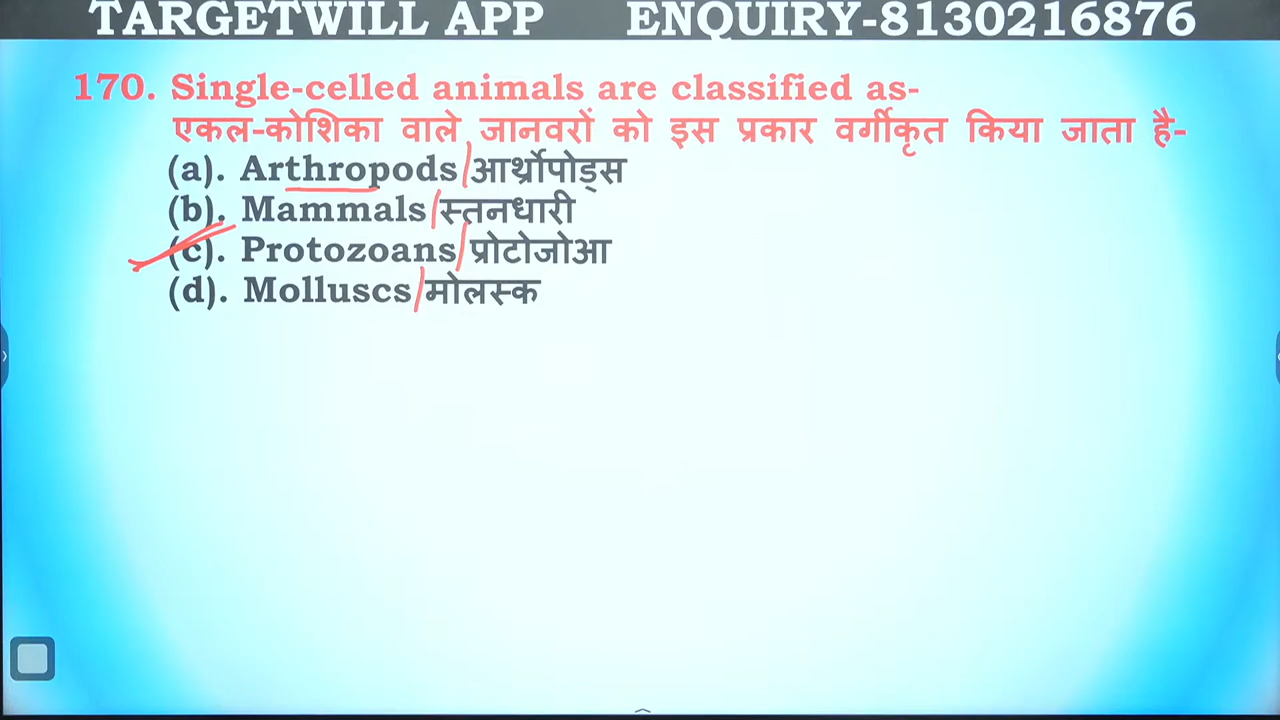 TARGETWILL APP ENQUIRY-8130216876
170. Single-celled animals are classified as-
एकल-कोशिका वाले जानवरों को इस प्रकार वर्गीकृत किया जाता है-
(a). Arthropods/आर्थ्रोपोड्स
(b). Mammals/स्तनधारी
(c). Protozoans/प्रोटोजोआ
(d). Molluscs/मोलस्क